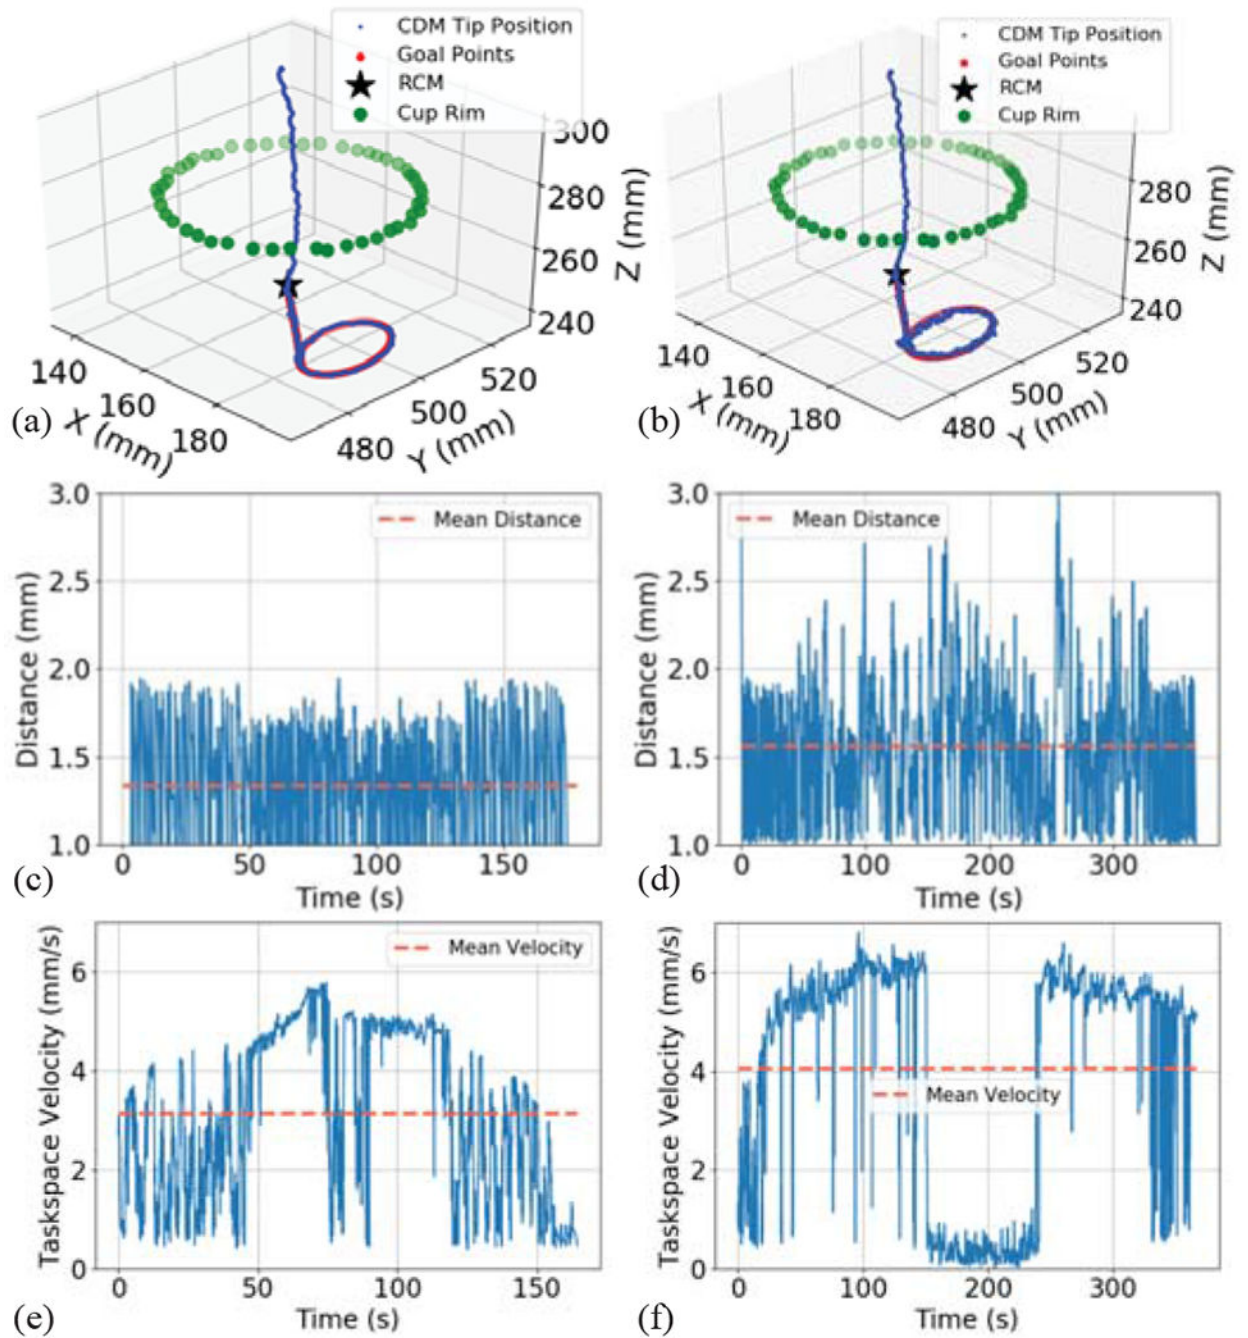 CDM Tip Position
Goal Points
RCM
Cup Rim
300
280
260
240
Z (mm)
140
160
180
X (mm)
480
500
520
Y (mm)
(a)
CDM Tip Position
Goal Points
RCM
Cup Rim
280
260
240
Z (mm)
140
160
180
X (mm)
480
500
520
Y (mm)
(b)
3.0
2.5
2.0
1.5
1.0
Distance (mm)
Mean Distance
0 50 100 150
Time (s)
(c)
3.0
2.5
2.0
1.5
1.0
Distance (mm)
Mean Distance
0 100 200 300
Time (s)
(d)
6
4
2
0
Taskspace Velocity (mm/s)
Mean Velocity
0 50 100 150
Time (s)
(e)
6
4
2
0
Taskspace Velocity (mm/s)
Mean Velocity
0 100 200 300
Time (s)
(f)